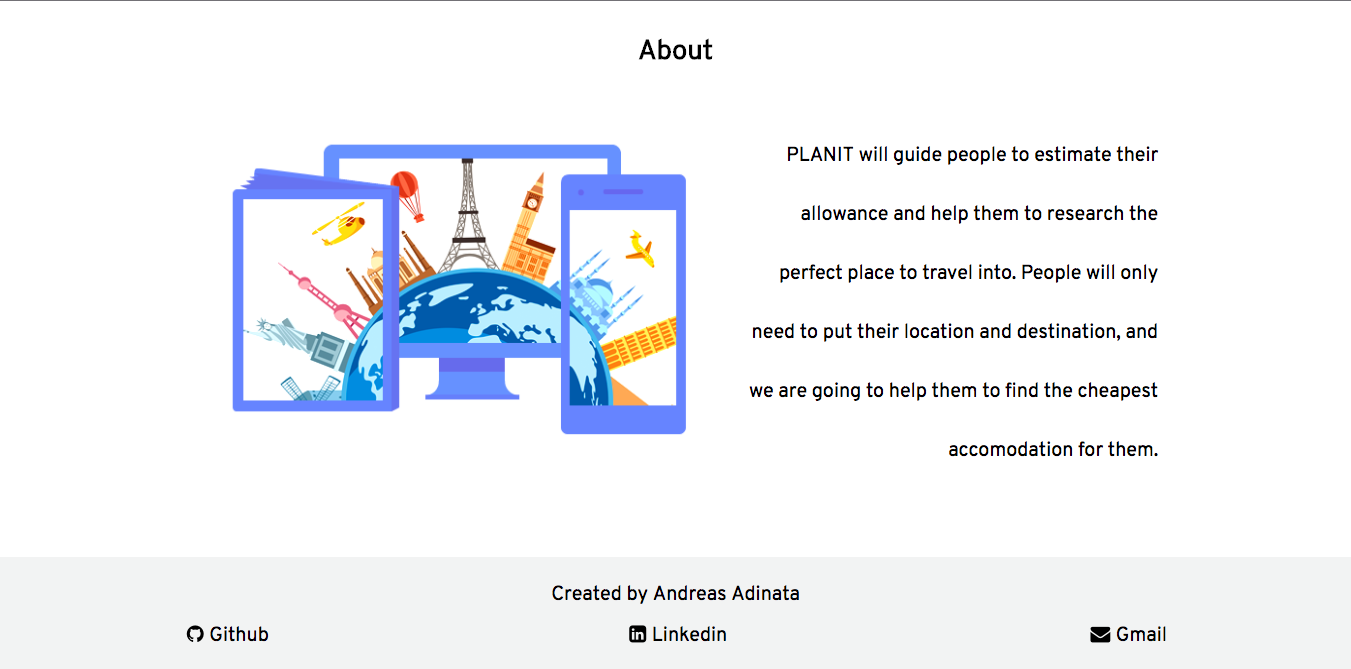 About
PLANIT will guide people to estimate their
allowance and help them to research the
perfect place to travel into. People will only
need to put their location and destination, and
we are going to help them to find the cheapest
accomodation for them.
Created by Andreas Adinata
Github
Linkedin
Gmail